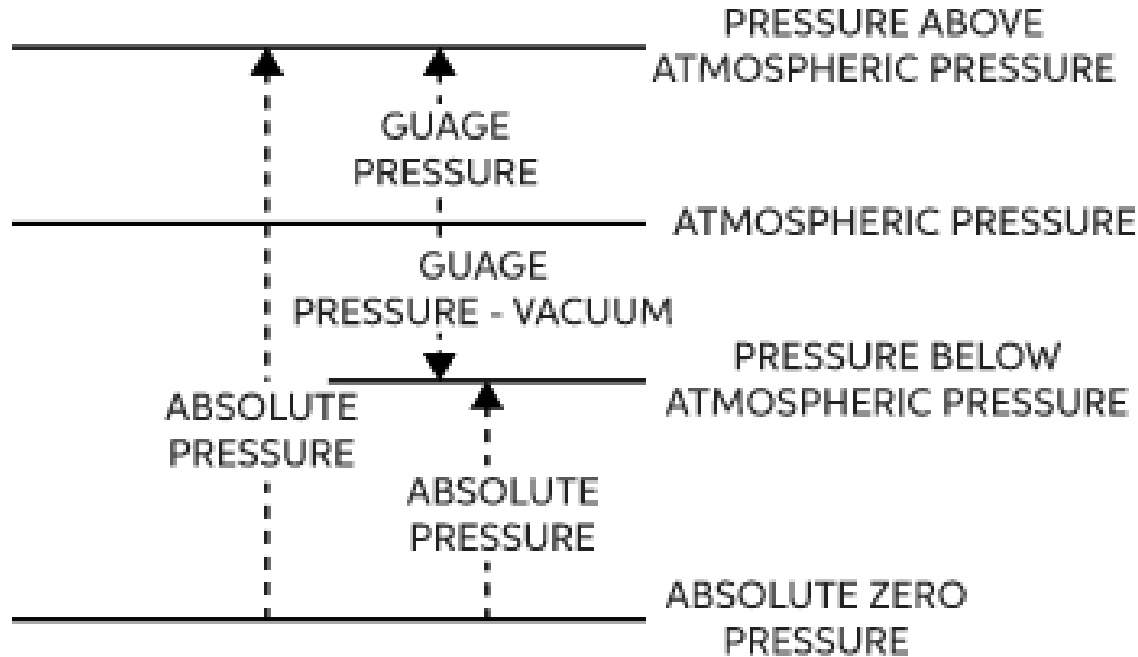 PRESSURE ABOVE
ATMOSPHERIC PRESSURE
GUAGE
PRESSURE
ATMOSPHERIC PRESSURE
GUAGE
PRESSURE - VACUUM
PRESSURE BELOW
ATMOSPHERIC PRESSURE
ABSOLUTE
PRESSURE
ABSOLUTE
PRESSURE
ABSOLUTE ZERO
PRESSURE